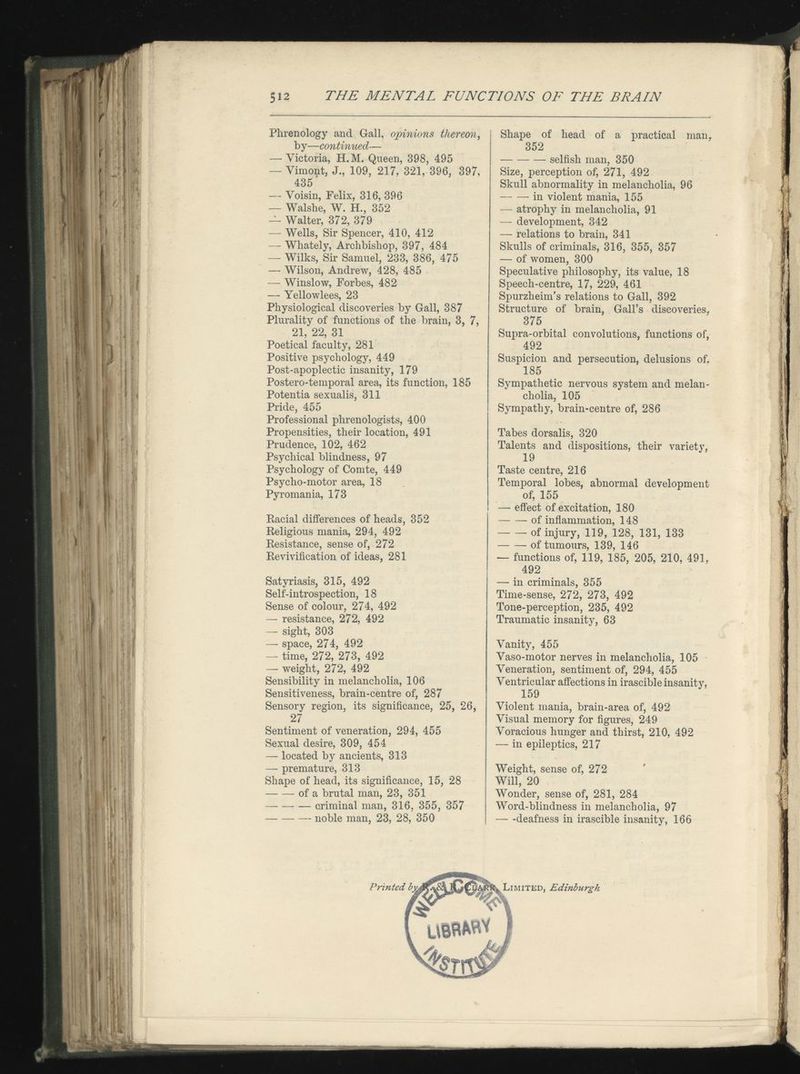 512 THE MENTAL FUNCTIONS OF THE BRAIN
Phrenology and Gall, opinions thereon,
by—continued—
— Victoria, H.M. Queen, 398, 495
— Vimont, J., 109, 217, 321, 396, 397,
435
— Voisin, Felix, 316, 396
— Walshe, W. H., 352
— Walter, 372, 379
— Wells, Sir Spencer, 410, 412
— Whately, Archbishop, 397, 484
— Wilks, Sir Samuel, 233, 386, 475
— Wilson, Andrew, 428, 485
— Winslow, Forbes, 482
— Yellowlees, 23
Physiological discoveries by Gall, 387
Plurality of functions of the brain, 3, 7,
21, 22, 31
Poetical faculty, 281
Positive psychology, 449
Post-apoplectic insanity, 179
Postero-temporal area, its function, 185
Potentia sexualis, 311
Pride, 455
Professional phrenologists, 400
Propensities, their location, 491
Prudence, 102, 462
Psychical blindness, 97
Psychology of Comte, 449
Psycho-motor area, 18
Pyromania, 173
Racial differences of heads, 352
Religious mania, 294, 492
Resistance, sense of, 272
Revivification of ideas, 281
Satyriasis, 315, 492
Self-introspection, 18
Sense of colour, 274, 492
— resistance, 272, 492
— sight, 303
— space, 274, 492
— time, 272, 273, 492
— weight, 272, 492
Sensibility in melancholia, 106
Sensitiveness, brain-centre of, 287
Sensory region, its significance, 25, 26,
27
Sentiment of veneration, 294, 455
Sexual desire, 309, 454
— located by ancients, 313
— premature, 313
Shape of head, its significance, 15, 28
— — of a brutal man, 23, 351
— — — criminal man, 316, 355, 357
— — — noble man, 23, 28, 350
Shape of head of a practical man,
352
— — — selfish man, 350
Size, perception of, 271, 492
Skull abnormality in melancholia, 96
— — in violent mania, 155
— atrophy in melancholia, 91
— development, 342
— relations to brain, 341
Skulls of criminals, 316, 355, 357
— of women, 300
Speculative philosophy, its value, 18
Speech-centre, 17, 229, 461
Spurzheim's relations to Gall, 392
Structure of brain, Gall's discoveries,
375
Supra-orbital convolutions, functions of,
492
Suspicion and persecution, delusions of,
185
Sympathetic nervous system and melan-
cholia, 105
Sympathy, brain-centre of, 286
Tabes dorsalis, 320
Talents and dispositions, their variety,
19
Taste centre, 216
Temporal lobes, abnormal development
of, 155
— effect of excitation, 180
— — of inflammation, 148
— — of injury, 119, 128, 131, 133
— — of tumours, 139, 146
— functions of, 119, 185, 205, 210, 491,
492
— in criminals, 355
Time-sense, 272, 273, 492
Tone-perception, 235, 492
Traumatic insanity, 63
Vanity, 455
Vaso-motor nerves in melancholia, 105
Veneration, sentiment of, 294, 455
Ventricular affections in irascible insanity,
159
Violent mania, brain-area of, 492
Visual memory for figures, 249
Voracious hunger and thirst, 210, 492
— in epileptics, 217
Weight, sense of, 272
Will, 20
Wonder, sense of, 281, 284
Word-blindness in melancholia, 97
— -deafness in irascible insanity, 166
Printed by R. & R. CLARK, LIMITED, Edinburgh
WELLCOME
LIBRARY
INSTITUTE